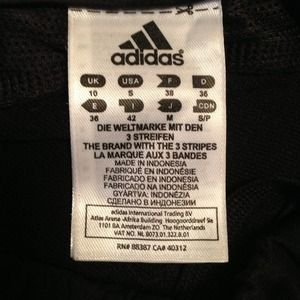 adidas
UK USA F D
10 S 38 36
E I J CDN
36 42 M S/P
DIE WELTMARKE MIT DEN
3 STREIFEN
THE BRAND WITH THE 3 STRIPES
LA MARQUE AUX 3 BANDES
MADE IN INDONESIA
FABRIQUÉ EN INDONÉSIE
FABRICADO EN INDONESIA
FABRICADO NA INDONÉSIA
GYÁRTVA: INDONÉZIA
СДЕЛАНО В ИНДОНЕЗИИ
adidas International Trading BV
Atlas Arena -Afrika Building Hoogoorddreef 9a
1101 BA Amsterdam ZO The Netherlands
VAT NO. NL 8073.01.322.B.01
RN# 88387 CA# 40312